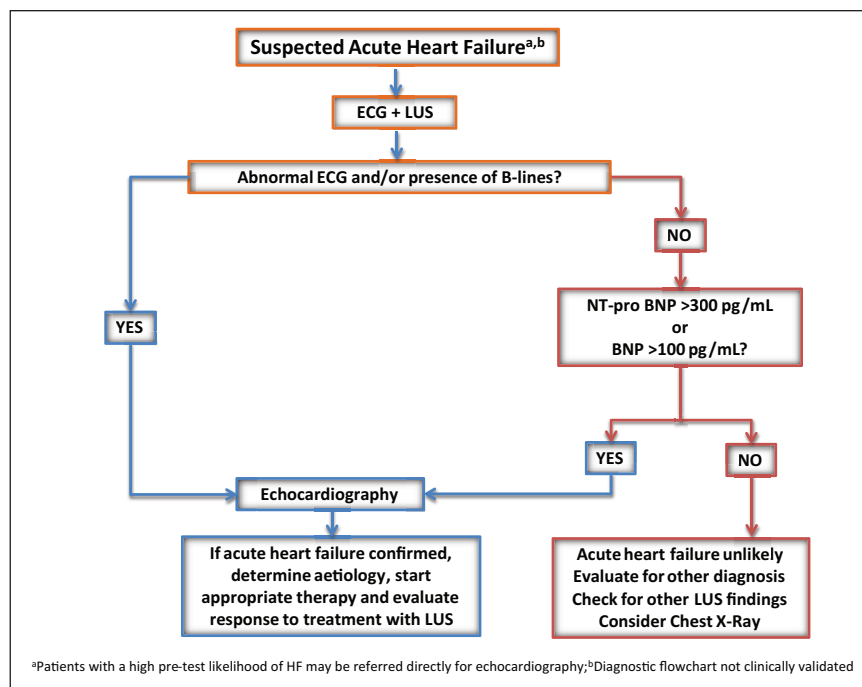 Suspected Acute Heart Failureᵃ,ᵇ
ECG + LUS
Abnormal ECG and/or presence of B-lines?
NO
NT-pro BNP >300 pg/mL
or
BNP >100 pg/mL?
YES
YES
NO
Echocardiography
If acute heart failure confirmed,
determine aetiology, start
appropriate therapy and evaluate
response to treatment with LUS
Acute heart failure unlikely
Evaluate for other diagnosis
Check for other LUS findings
Consider Chest X-Ray
ᵃPatients with a high pre-test likelihood of HF may be referred directly for echocardiography;ᵇDiagnostic flowchart not clinically validated